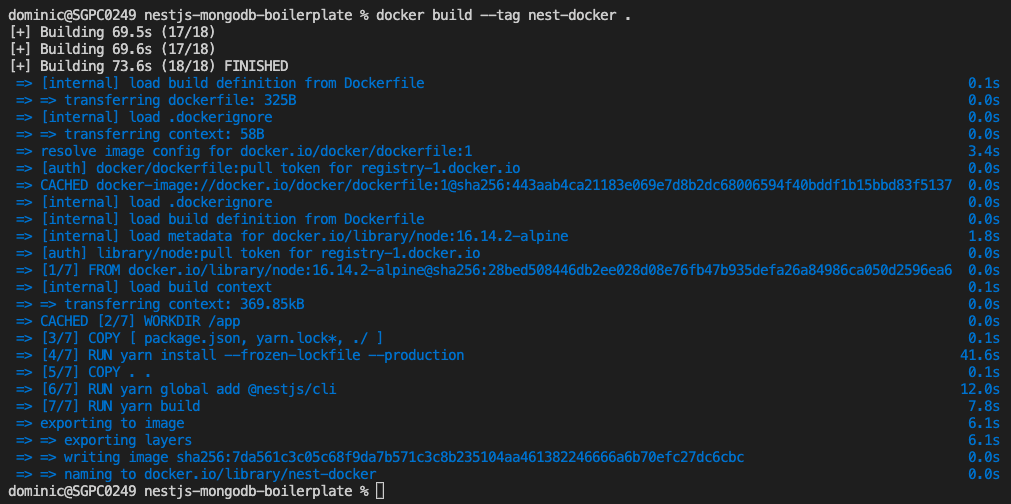 dominic@SGPC0249 nestjs-mongodb-boilerplate % docker build --tag nest-docker .
[+] Building 69.5s (17/18)
[+] Building 69.6s (17/18)
[+] Building 73.6s (18/18) FINISHED
=> [internal] load build definition from Dockerfile 0.1s
=> => transferring dockerfile: 325B 0.0s
=> [internal] load .dockerignore 0.0s
=> => transferring context: 58B 0.0s
=> resolve image config for docker.io/docker/dockerfile:1 3.4s
=> [auth] docker/dockerfile:pull token for registry-1.docker.io 0.0s
=> CACHED docker-image://docker.io/docker/dockerfile:1@sha256:443aab4ca21183e069e7d8b2dc68006594f40bddf1b15bbd83f5137 0.0s
=> [internal] load .dockerignore 0.0s
=> [internal] load build definition from Dockerfile 0.0s
=> [internal] load metadata for docker.io/library/node:16.14.2-alpine 1.8s
=> [auth] library/node:pull token for registry-1.docker.io 0.0s
=> [1/7] FROM docker.io/library/node:16.14.2-alpine@sha256:28bed508446db2ee028d08e76fb47b935defa26a84986ca050d2596ea6 0.0s
=> [internal] load build context 0.1s
=> => transferring context: 369.85kB 0.0s
=> CACHED [2/7] WORKDIR /app 0.0s
=> [3/7] COPY [ package.json, yarn.lock*, ./ ] 0.1s
=> [4/7] RUN yarn install --frozen-lockfile --production 41.6s
=> [5/7] COPY . . 0.1s
=> [6/7] RUN yarn global add @nestjs/cli 12.0s
=> [7/7] RUN yarn build 7.8s
=> exporting to image 6.1s
=> => exporting layers 6.1s
=> => writing image sha256:7da561c3c05c68f9da7b571c3c8b235104aa461382246666a6b70efc27dc6cbc 0.0s
=> => naming to docker.io/library/nest-docker 0.0s
dominic@SGPC0249 nestjs-mongodb-boilerplate %